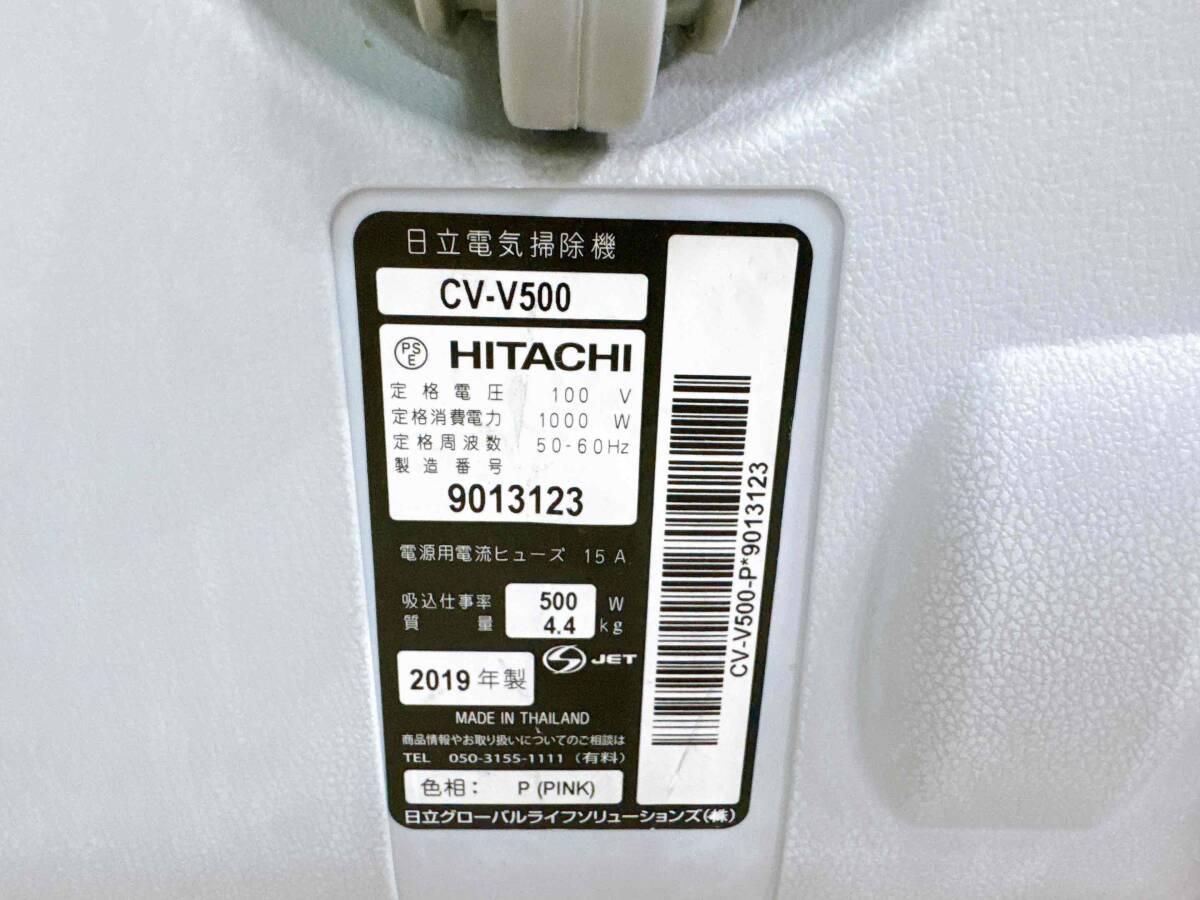 日立電気掃除機
CV-V500
PSE HITACHI
定格電圧 100 V
定格消費電力 1000 W
定格周波数 50-60Hz
製造番号
9013123
電源用電流ヒューズ 15 A
吸込仕事率 500 W
質量 4.4 kg
S JET
2019 年製
MADE IN THAILAND
商品情報やお取り扱いについてのご相談は
TEL 050-3155-1111 (有料)
色相: P (PINK)
日立グローバルライフソリューションズ(株)
CV-V500-P*9013123